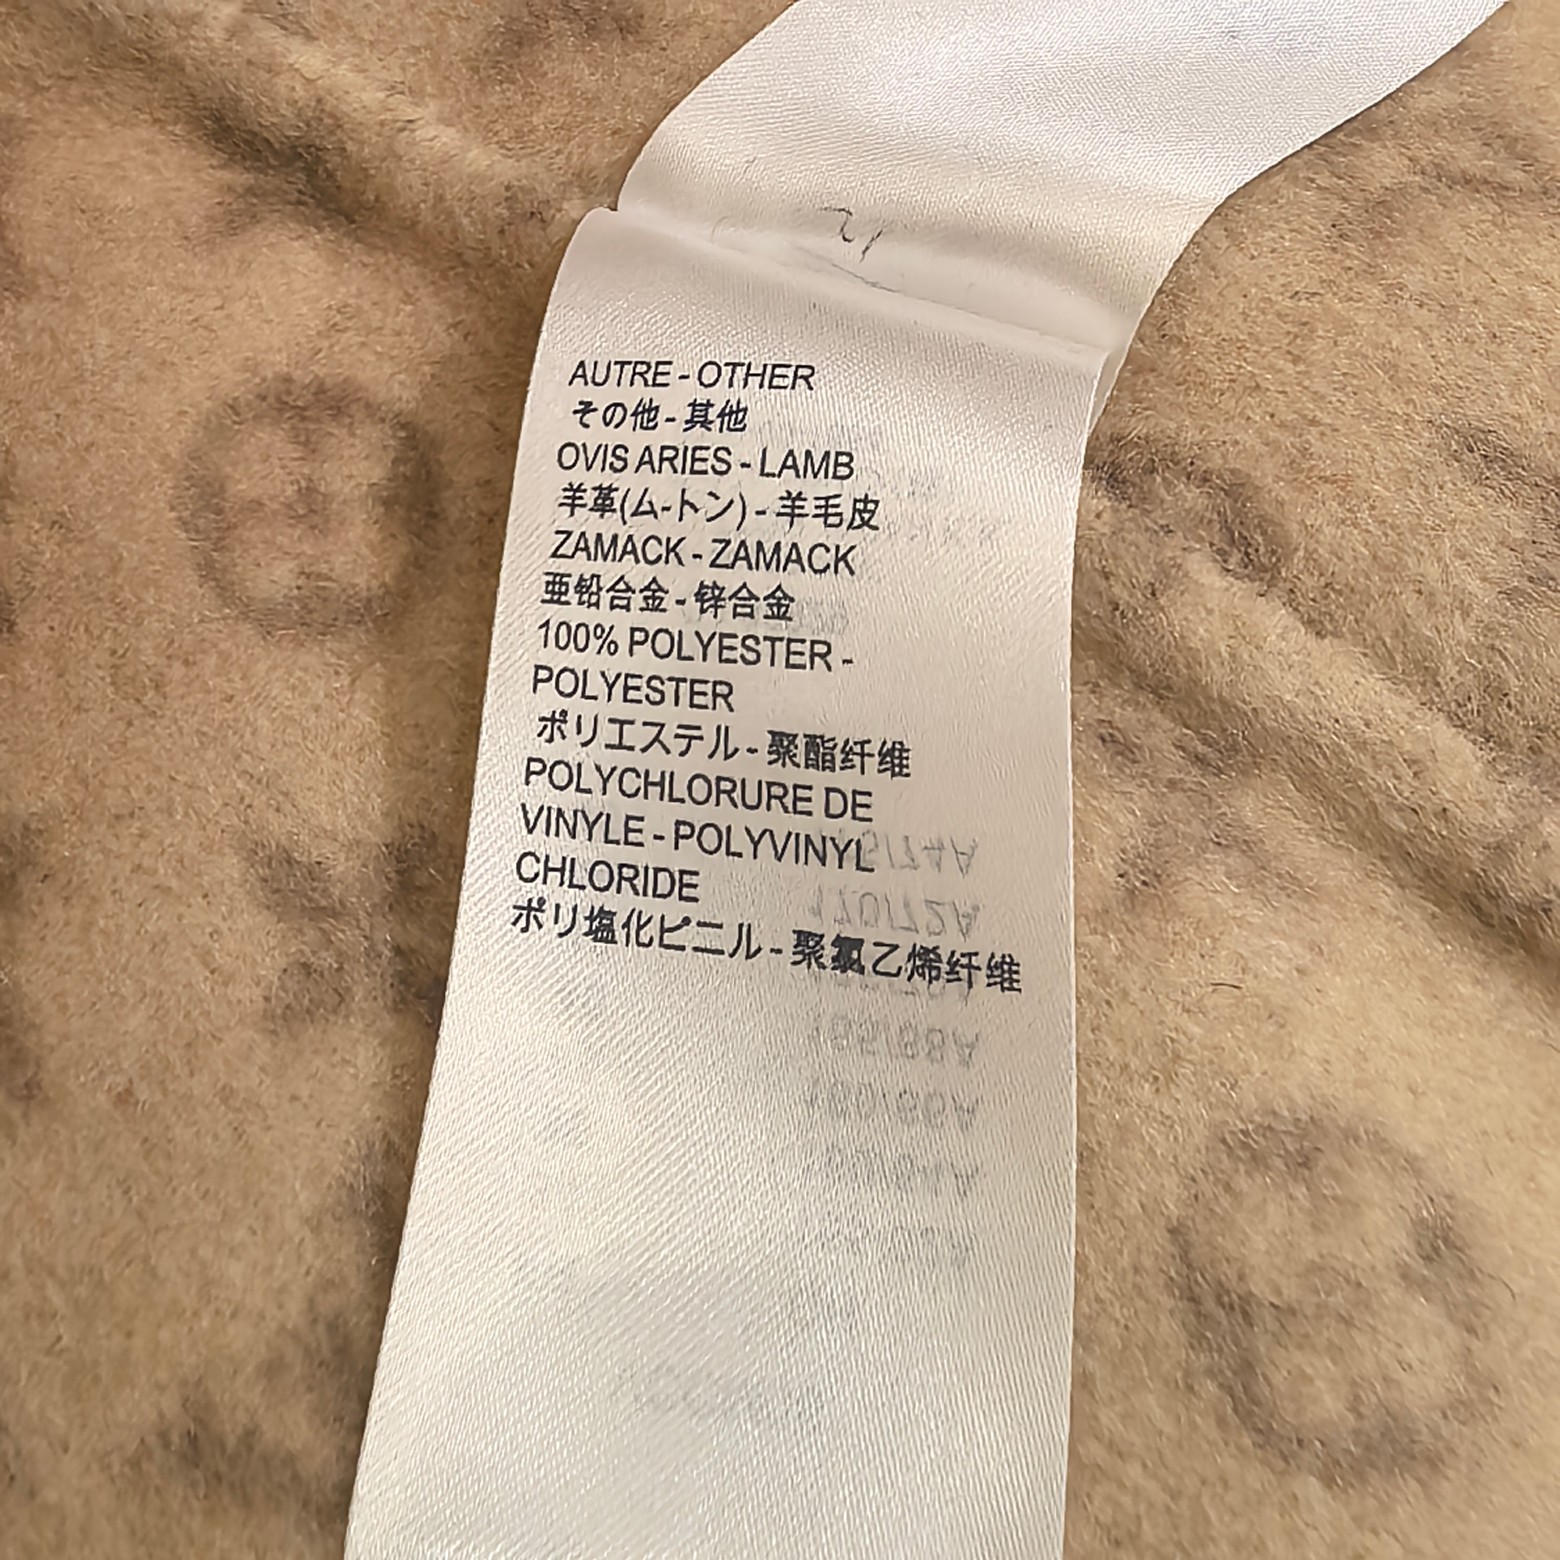 21
AUTRE - OTHER
その他 - 其他
OVIS ARIES - LAMB
羊革(ム-トン) - 羊毛皮
ZAMACK - ZAMACK
亜鉛合金 - 锌合金
100% POLYESTER -
POLYESTER
ポリエステル - 聚酯纤维
POLYCHLORURE DE
VINYLE - POLYVINYL
CHLORIDE
ポリ塩化ビニル - 聚氯乙烯纤维
170/72A